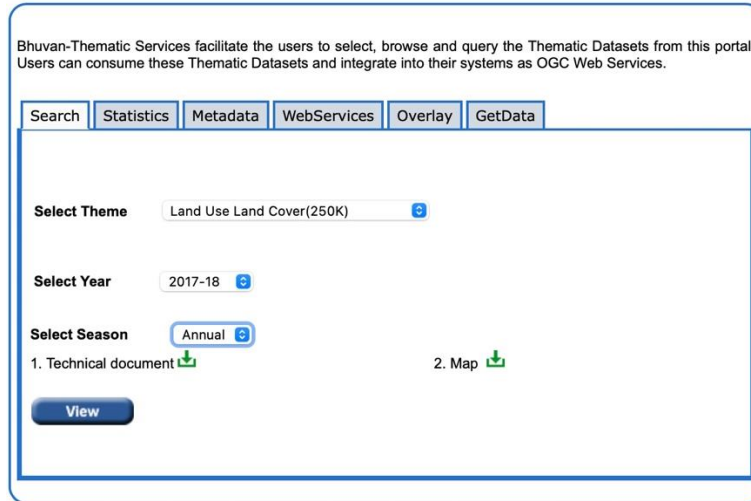 Bhuvan-Thematic Services facilitate the users to select, browse and query the Thematic Datasets from this portal
Users can consume these Thematic Datasets and integrate into their systems as OGC Web Services.
Search Statistics Metadata WebServices Overlay GetData
Select Theme Land Use Land Cover(250K)
Select Year 2017-18
Select Season Annual
1. Technical document 2. Map
View